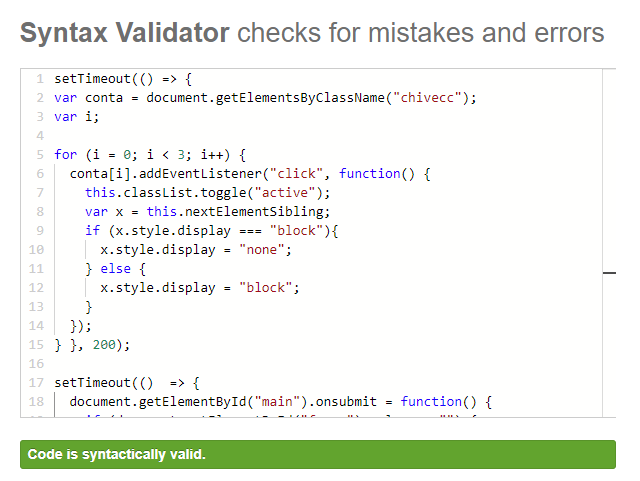 Syntax Validator checks for mistakes and errors
1 setTimeout(() => {
2 var conta = document.getElementsByClassName("chivecc");
3 var i;
4
5 for (i = 0; i < 3; i++) {
6 conta[i].addEventListener("click", function() {
7 this.classList.toggle("active");
8 var x = this.nextElementSibling;
9 if (x.style.display === "block"){
10 x.style.display = "none";
11 } else {
12 x.style.display = "block";
13 }
14 });
15 } }, 200);
16
17 setTimeout(()  => {
18 document.getElementById("main").onsubmit = function() {
Code is syntactically valid.